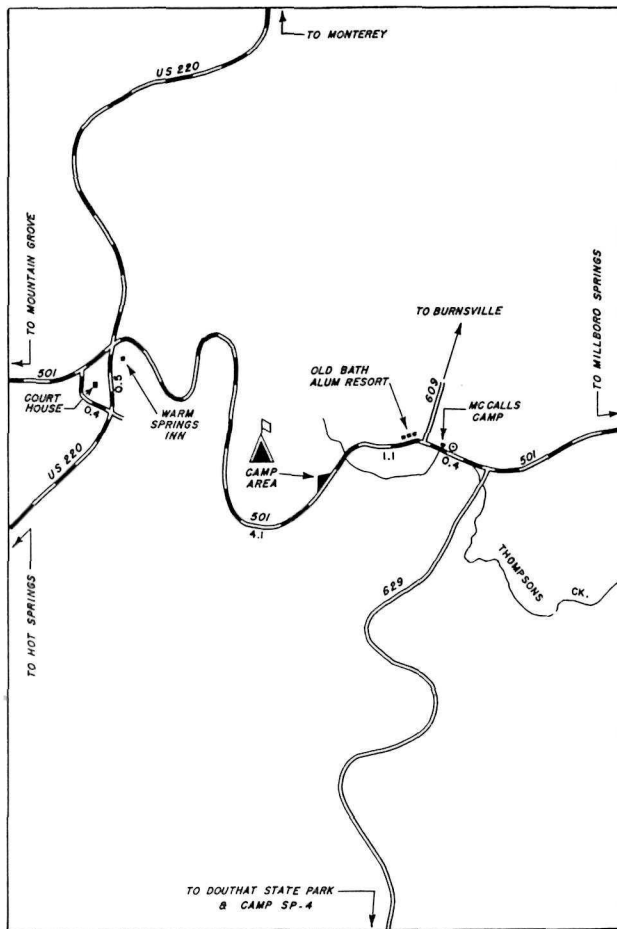 TO MONTEREY
US 220
TO MOUNTAIN GROVE
TO MILLBORO SPRINGS
TO BURNSVILLE
501
COURT
HOUSE
0.5
0.4
WARM
SPRINGS
INN
OLD BATH
ALUM RESORT
609
MC CALLS
CAMP
1.1
0.4
501
CAMP
AREA
US 220
501
4.1
THOMPSONS
CK.
629
TO HOT SPRINGS
TO DOUTHAT STATE PARK
& CAMP SP-4